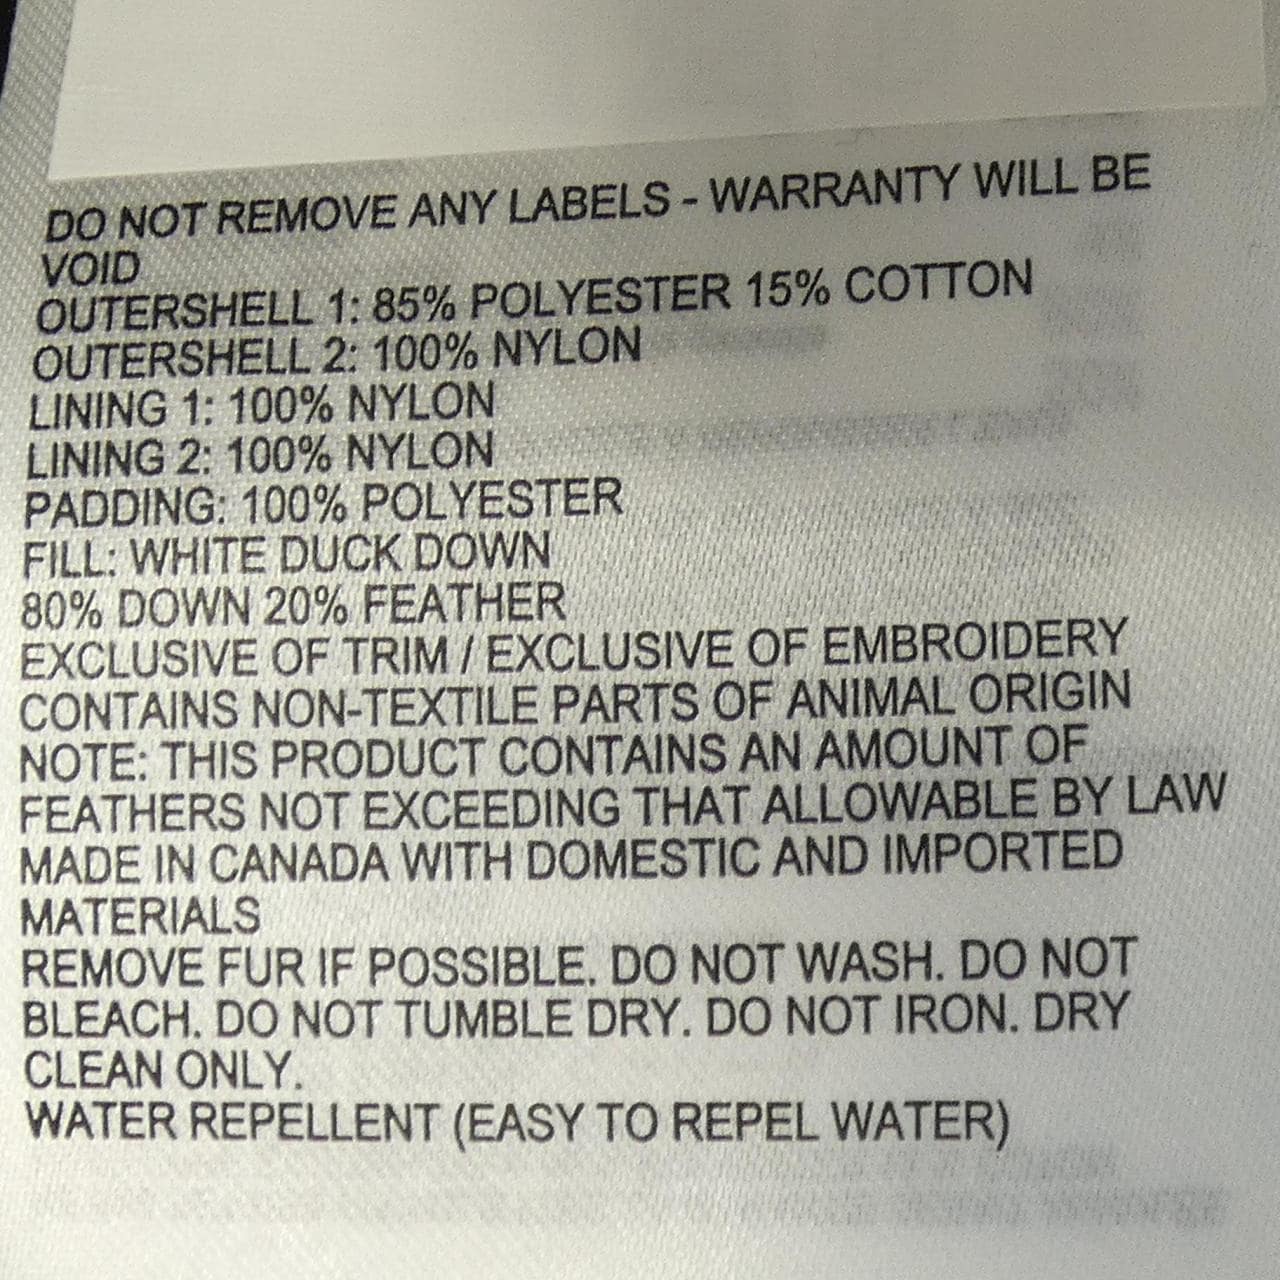 DO NOT REMOVE ANY LABELS - WARRANTY WILL BE
VOID
OUTERSHELL 1: 85% POLYESTER 15% COTTON
OUTERSHELL 2: 100% NYLON
LINING 1: 100% NYLON
LINING 2: 100% NYLON
PADDING: 100% POLYESTER
FILL: WHITE DUCK DOWN
80% DOWN 20% FEATHER
EXCLUSIVE OF TRIM / EXCLUSIVE OF EMBROIDERY
CONTAINS NON-TEXTILE PARTS OF ANIMAL ORIGIN
NOTE: THIS PRODUCT CONTAINS AN AMOUNT OF
FEATHERS NOT EXCEEDING THAT ALLOWABLE BY LAW
MADE IN CANADA WITH DOMESTIC AND IMPORTED
MATERIALS
REMOVE FUR IF POSSIBLE. DO NOT WASH. DO NOT
BLEACH. DO NOT TUMBLE DRY. DO NOT IRON. DRY
CLEAN ONLY.
WATER REPELLENT (EASY TO REPEL WATER)